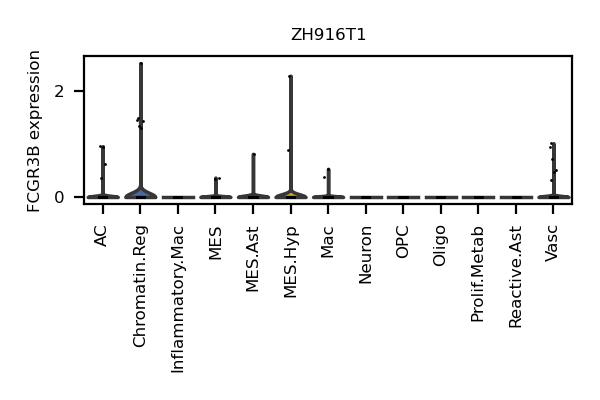 ZH916T1
FCGR3B expression
2
0
AC
Chromatin.Reg
Inflammatory.Mac
MES
MES.Ast
MES.Hyp
Mac
Neuron
OPC
Oligo
Prolif.Metab
Reactive.Ast
Vasc